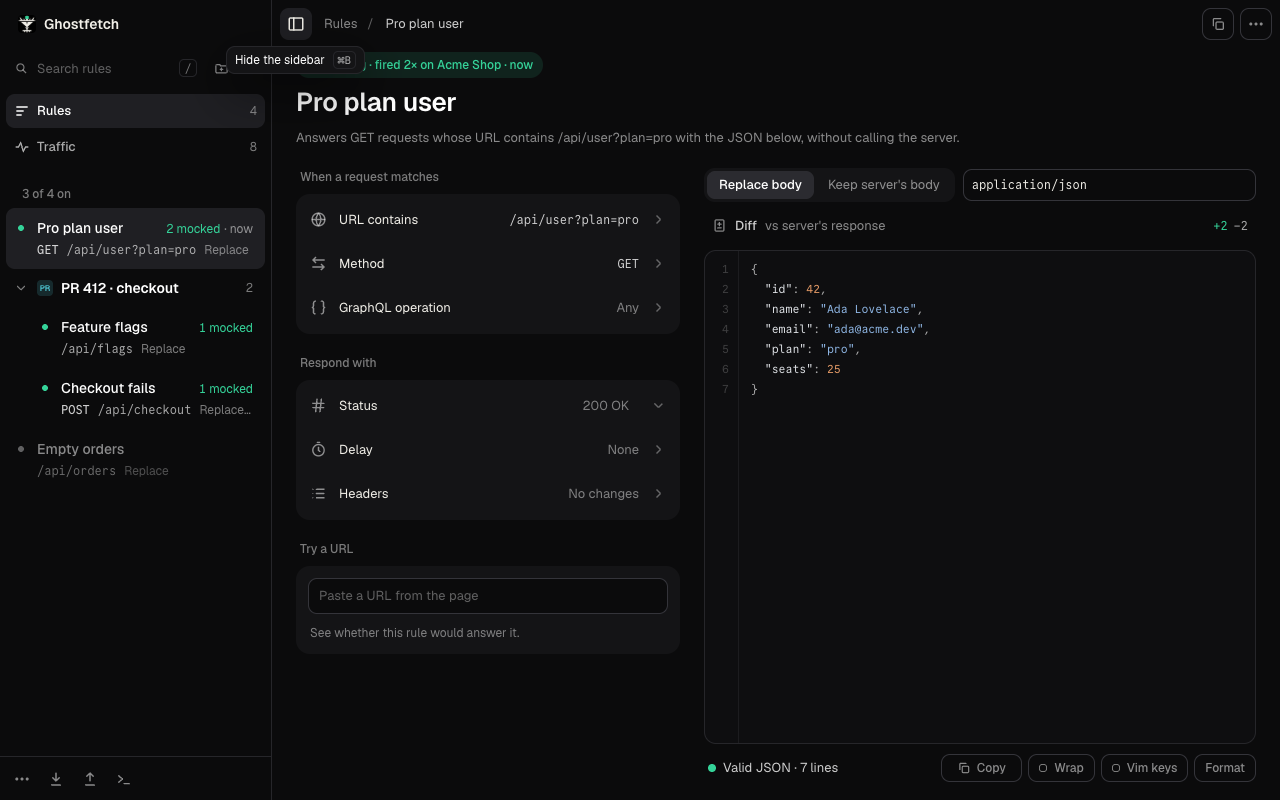 Ghostfetch
Rules / Pro plan user
Search rules /
Hide the sidebar ⌘B
· fired 2× on Acme Shop · now
Rules 4
Traffic 8
3 of 4 on
Pro plan user 2 mocked · now
GET /api/user?plan=pro Replace
PR PR 412 · checkout 2
Feature flags 1 mocked
/api/flags Replace
Checkout fails 1 mocked
POST /api/checkout Replace…
Empty orders
/api/orders Replace
Pro plan user
Answers GET requests whose URL contains /api/user?plan=pro with the JSON below, without calling the server.
When a request matches
URL contains /api/user?plan=pro
Method GET
GraphQL operation Any
Respond with
Status 200 OK
Delay None
Headers No changes
Try a URL
Paste a URL from the page
See whether this rule would answer it.
Replace body Keep server's body application/json
Diff vs server's response +2 −2
1 {
2 "id": 42,
3 "name": "Ada Lovelace",
4 "email": "ada@acme.dev",
5 "plan": "pro",
6 "seats": 25
7 }
Valid JSON · 7 lines Copy Wrap Vim keys Format